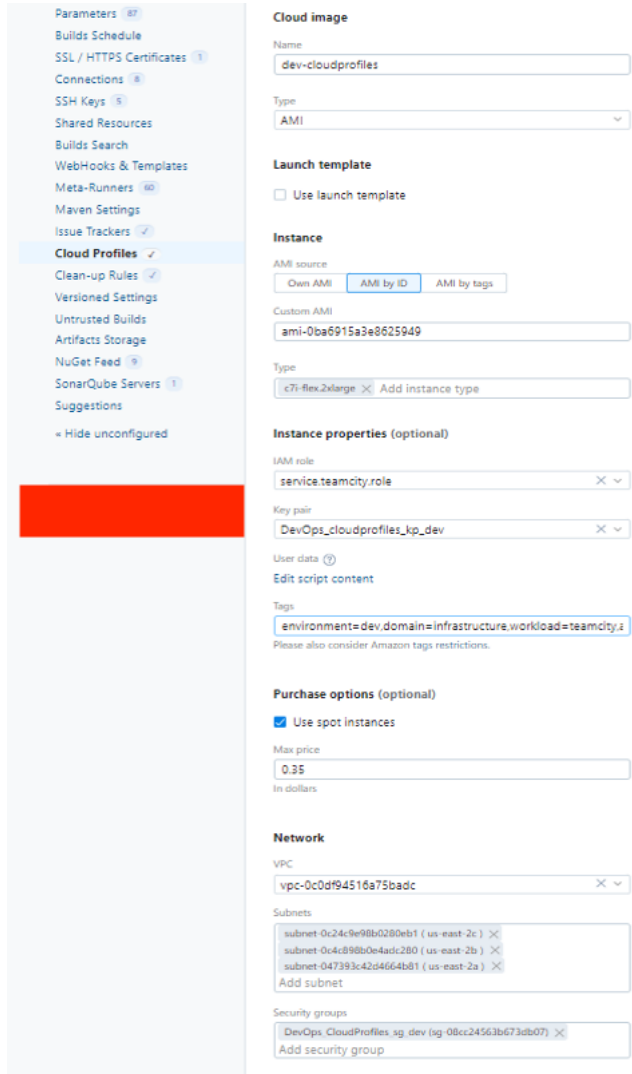 Parameters 87
Builds Schedule
SSL / HTTPS Certificates 1
Connections 8
SSH Keys 5
Shared Resources
Builds Search
WebHooks & Templates
Meta-Runners 60
Maven Settings
Issue Trackers ✓
Cloud Profiles ✓
Clean-up Rules ✓
Versioned Settings
Untrusted Builds
Artifacts Storage
NuGet Feed 9
SonarQube Servers 1
Suggestions
« Hide unconfigured
Cloud image
Name
dev-cloudprofiles
Type
AMI
Launch template
Use launch template
Instance
AMI source
Own AMI AMI by ID AMI by tags
Custom AMI
ami-0ba6915a3e8625949
Type
c7i-flex.2xlarge Add instance type
Instance properties (optional)
IAM role
service.teamcity.role
Key pair
DevOps_cloudprofiles_kp_dev
User data ?
Edit script content
Tags
environment=dev,domain=infrastructure,workload=teamcity,a
Please also consider Amazon tags restrictions.
Purchase options (optional)
Use spot instances
Max price
0.35
In dollars
Network
VPC
vpc-0c0df94516a75badc
Subnets
subnet-0c24c9e98b0280eb1 ( us-east-2c )
subnet-0c4c898b0e4adc280 ( us-east-2b )
subnet-047393c42d4664b81 ( us-east-2a )
Add subnet
Security groups
DevOps_CloudProfiles_sg_dev (sg-08cc24563b673db07)
Add security group